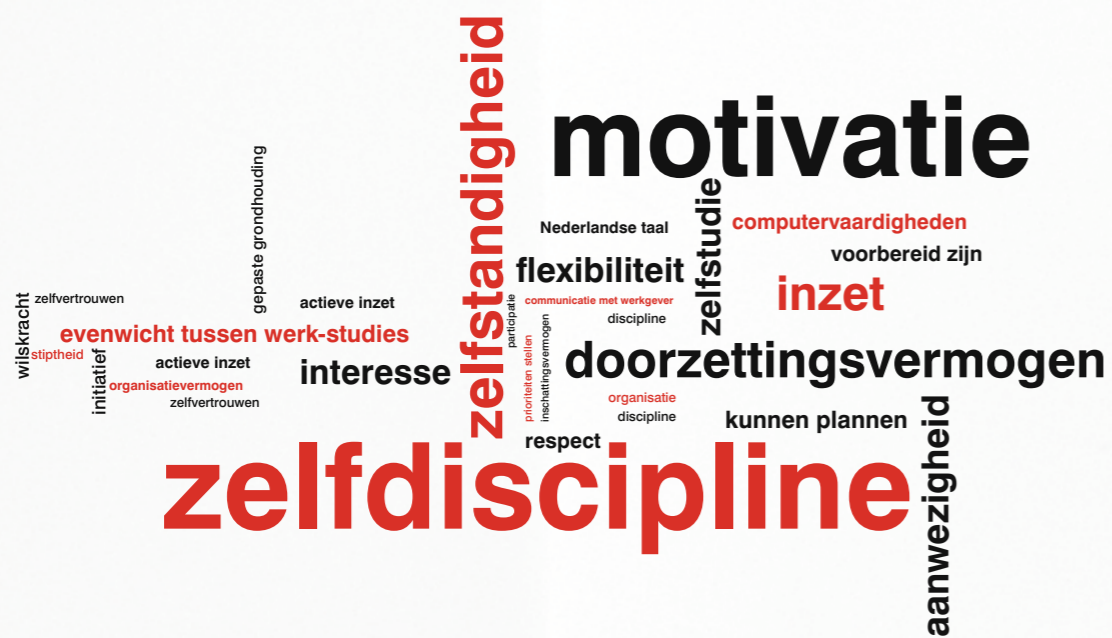 zelfstandigheid
motivatie
gepaste grondhouding
zelfstudie
Nederlandse taal
computervaardigheden
voorbereid zijn
flexibiliteit
inzet
wilskracht
zelfvertrouwen
actieve inzet
participatie
communicatie met werkgever
discipline
evenwicht tussen werk-studies
stiptheid
initiatief
actieve inzet
interesse
prioriteiten stellen
inschattingsvermogen
doorzettingsvermogen
organisatievermogen
zelfvertrouwen
organisatie
discipline
kunnen plannen
respect
aanwezigheid
zelfdiscipline